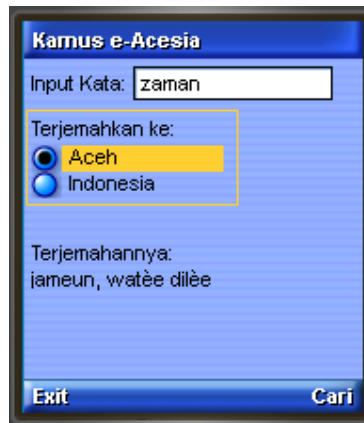 Kamus e-Acesia
Input Kata: zaman
Terjemahkan ke:
Aceh
Indonesia
Terjemahannya:
jameun, watèe dilèe
Exit Cari